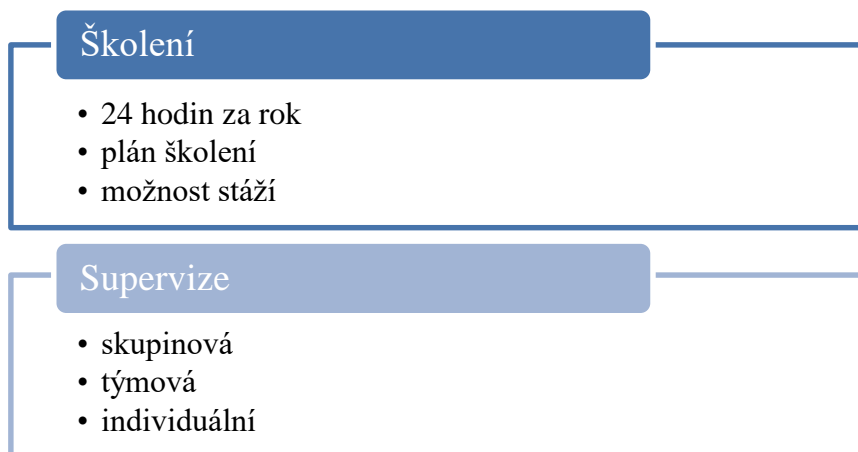 Školení
• 24 hodin za rok
• plán školení
• možnost stáží
Supervize
• skupinová
• týmová
• individuální